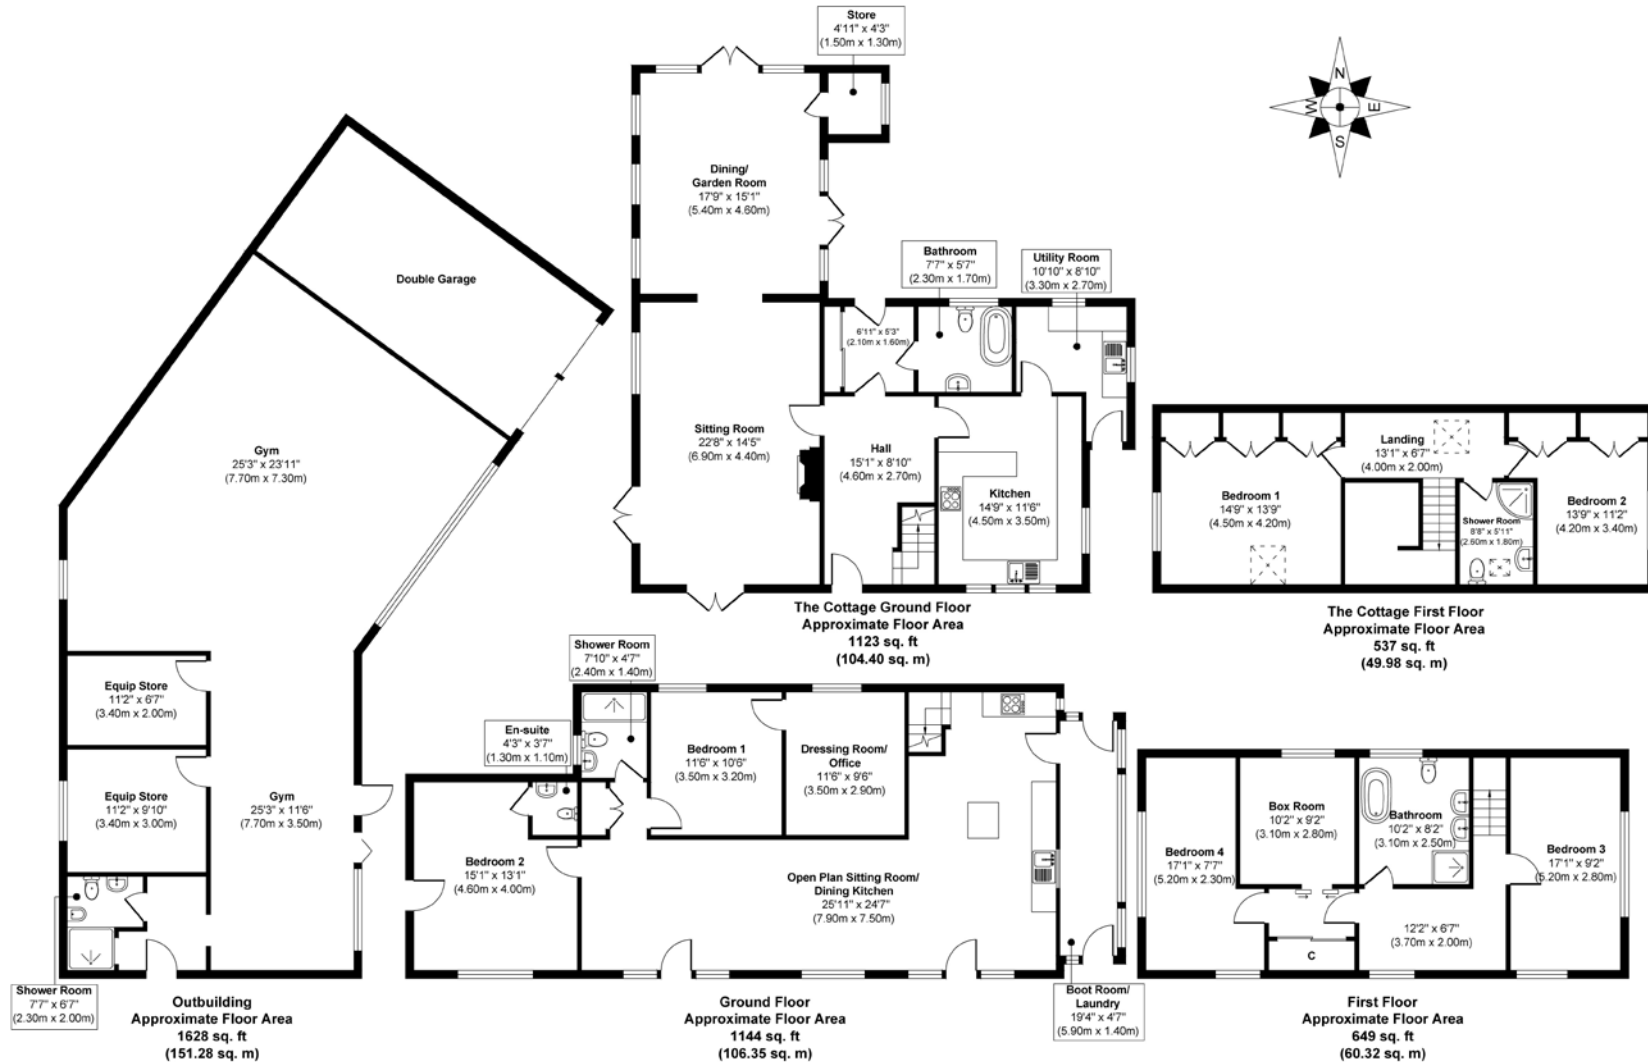 Store
4'11" x 4'3"
(1.50m x 1.30m)
N
W
E
S
Dining/
Garden Room
17'9" x 15'1"
(5.40m x 4.60m)
Bathroom
7'7" x 5'7"
(2.30m x 1.70m)
Utility Room
10'10" x 8'10"
(3.30m x 2.70m)
Double Garage
6'11" x 5'3"
(2.10m x 1.60m)
Gym
25'3" x 23'11"
(7.70m x 7.30m)
Sitting Room
22'8" x 14'5"
(6.90m x 4.40m)
Hall
15'1" x 8'10"
(4.60m x 2.70m)
Kitchen
14'9" x 11'6"
(4.50m x 3.50m)
Landing
13'1" x 6'7"
(4.00m x 2.00m)
Bedroom 1
14'9" x 13'9"
(4.50m x 4.20m)
Shower Room
8'8" x 5'11"
(2.60m x 1.80m)
Bedroom 2
13'9" x 11'2"
(4.20m x 3.40m)
The Cottage Ground Floor
Approximate Floor Area
1123 sq. ft
(104.40 sq. m)
The Cottage First Floor
Approximate Floor Area
537 sq. ft
(49.98 sq. m)
Equip Store
11'2" x 6'7"
(3.40m x 2.00m)
Equip Store
11'2" x 9'10"
(3.40m x 3.00m)
Gym
25'3" x 11'6"
(7.70m x 3.50m)
Shower Room
7'7" x 6'7"
(2.30m x 2.00m)
Outbuilding
Approximate Floor Area
1628 sq. ft
(151.28 sq. m)
Shower Room
7'10" x 4'7"
(2.40m x 1.40m)
En-suite
4'3" x 3'7"
(1.30m x 1.10m)
Bedroom 1
11'6" x 10'6"
(3.50m x 3.20m)
Dressing Room/
Office
11'6" x 9'6"
(3.50m x 2.90m)
Bedroom 2
15'1" x 13'1"
(4.60m x 4.00m)
Open Plan Sitting Room/
Dining Kitchen
25'11" x 24'7"
(7.90m x 7.50m)
Boot Room/
Laundry
19'4" x 4'7"
(5.90m x 1.40m)
Ground Floor
Approximate Floor Area
1144 sq. ft
(106.35 sq. m)
Box Room
10'2" x 9'2"
(3.10m x 2.80m)
Bathroom
10'2" x 8'2"
(3.10m x 2.50m)
Bedroom 4
17'1" x 7'7"
(5.20m x 2.30m)
Bedroom 3
17'1" x 9'2"
(5.20m x 2.80m)
12'2" x 6'7"
(3.70m x 2.00m)
C
First Floor
Approximate Floor Area
649 sq. ft
(60.32 sq. m)